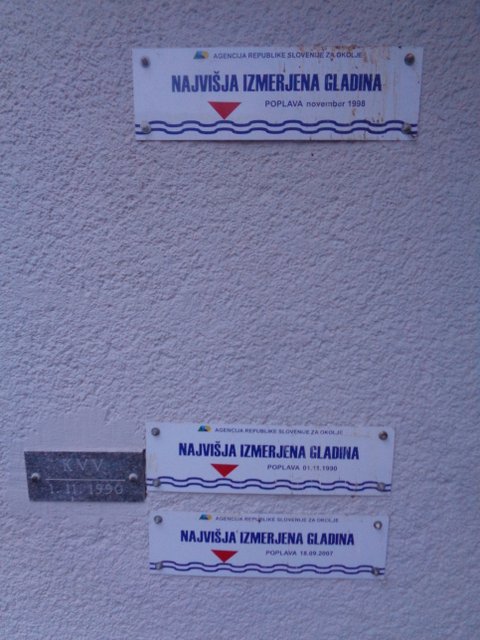 AGENCIJA REPUBLIKE SLOVENIJE ZA OKOLJE
NAJVIŠJA IZMERJENA GLADINA
POPLAVA november 1998
AGENCIJA REPUBLIKE SLOVENIJE ZA OKOLJE
NAJVIŠJA IZMERJENA GLADINA
POPLAVA 01.11.1990
K.V.V.
1.11.1990
AGENCIJA REPUBLIKE SLOVENIJE ZA OKOLJE
NAJVIŠJA IZMERJENA GLADINA
POPLAVA 18.09.2007